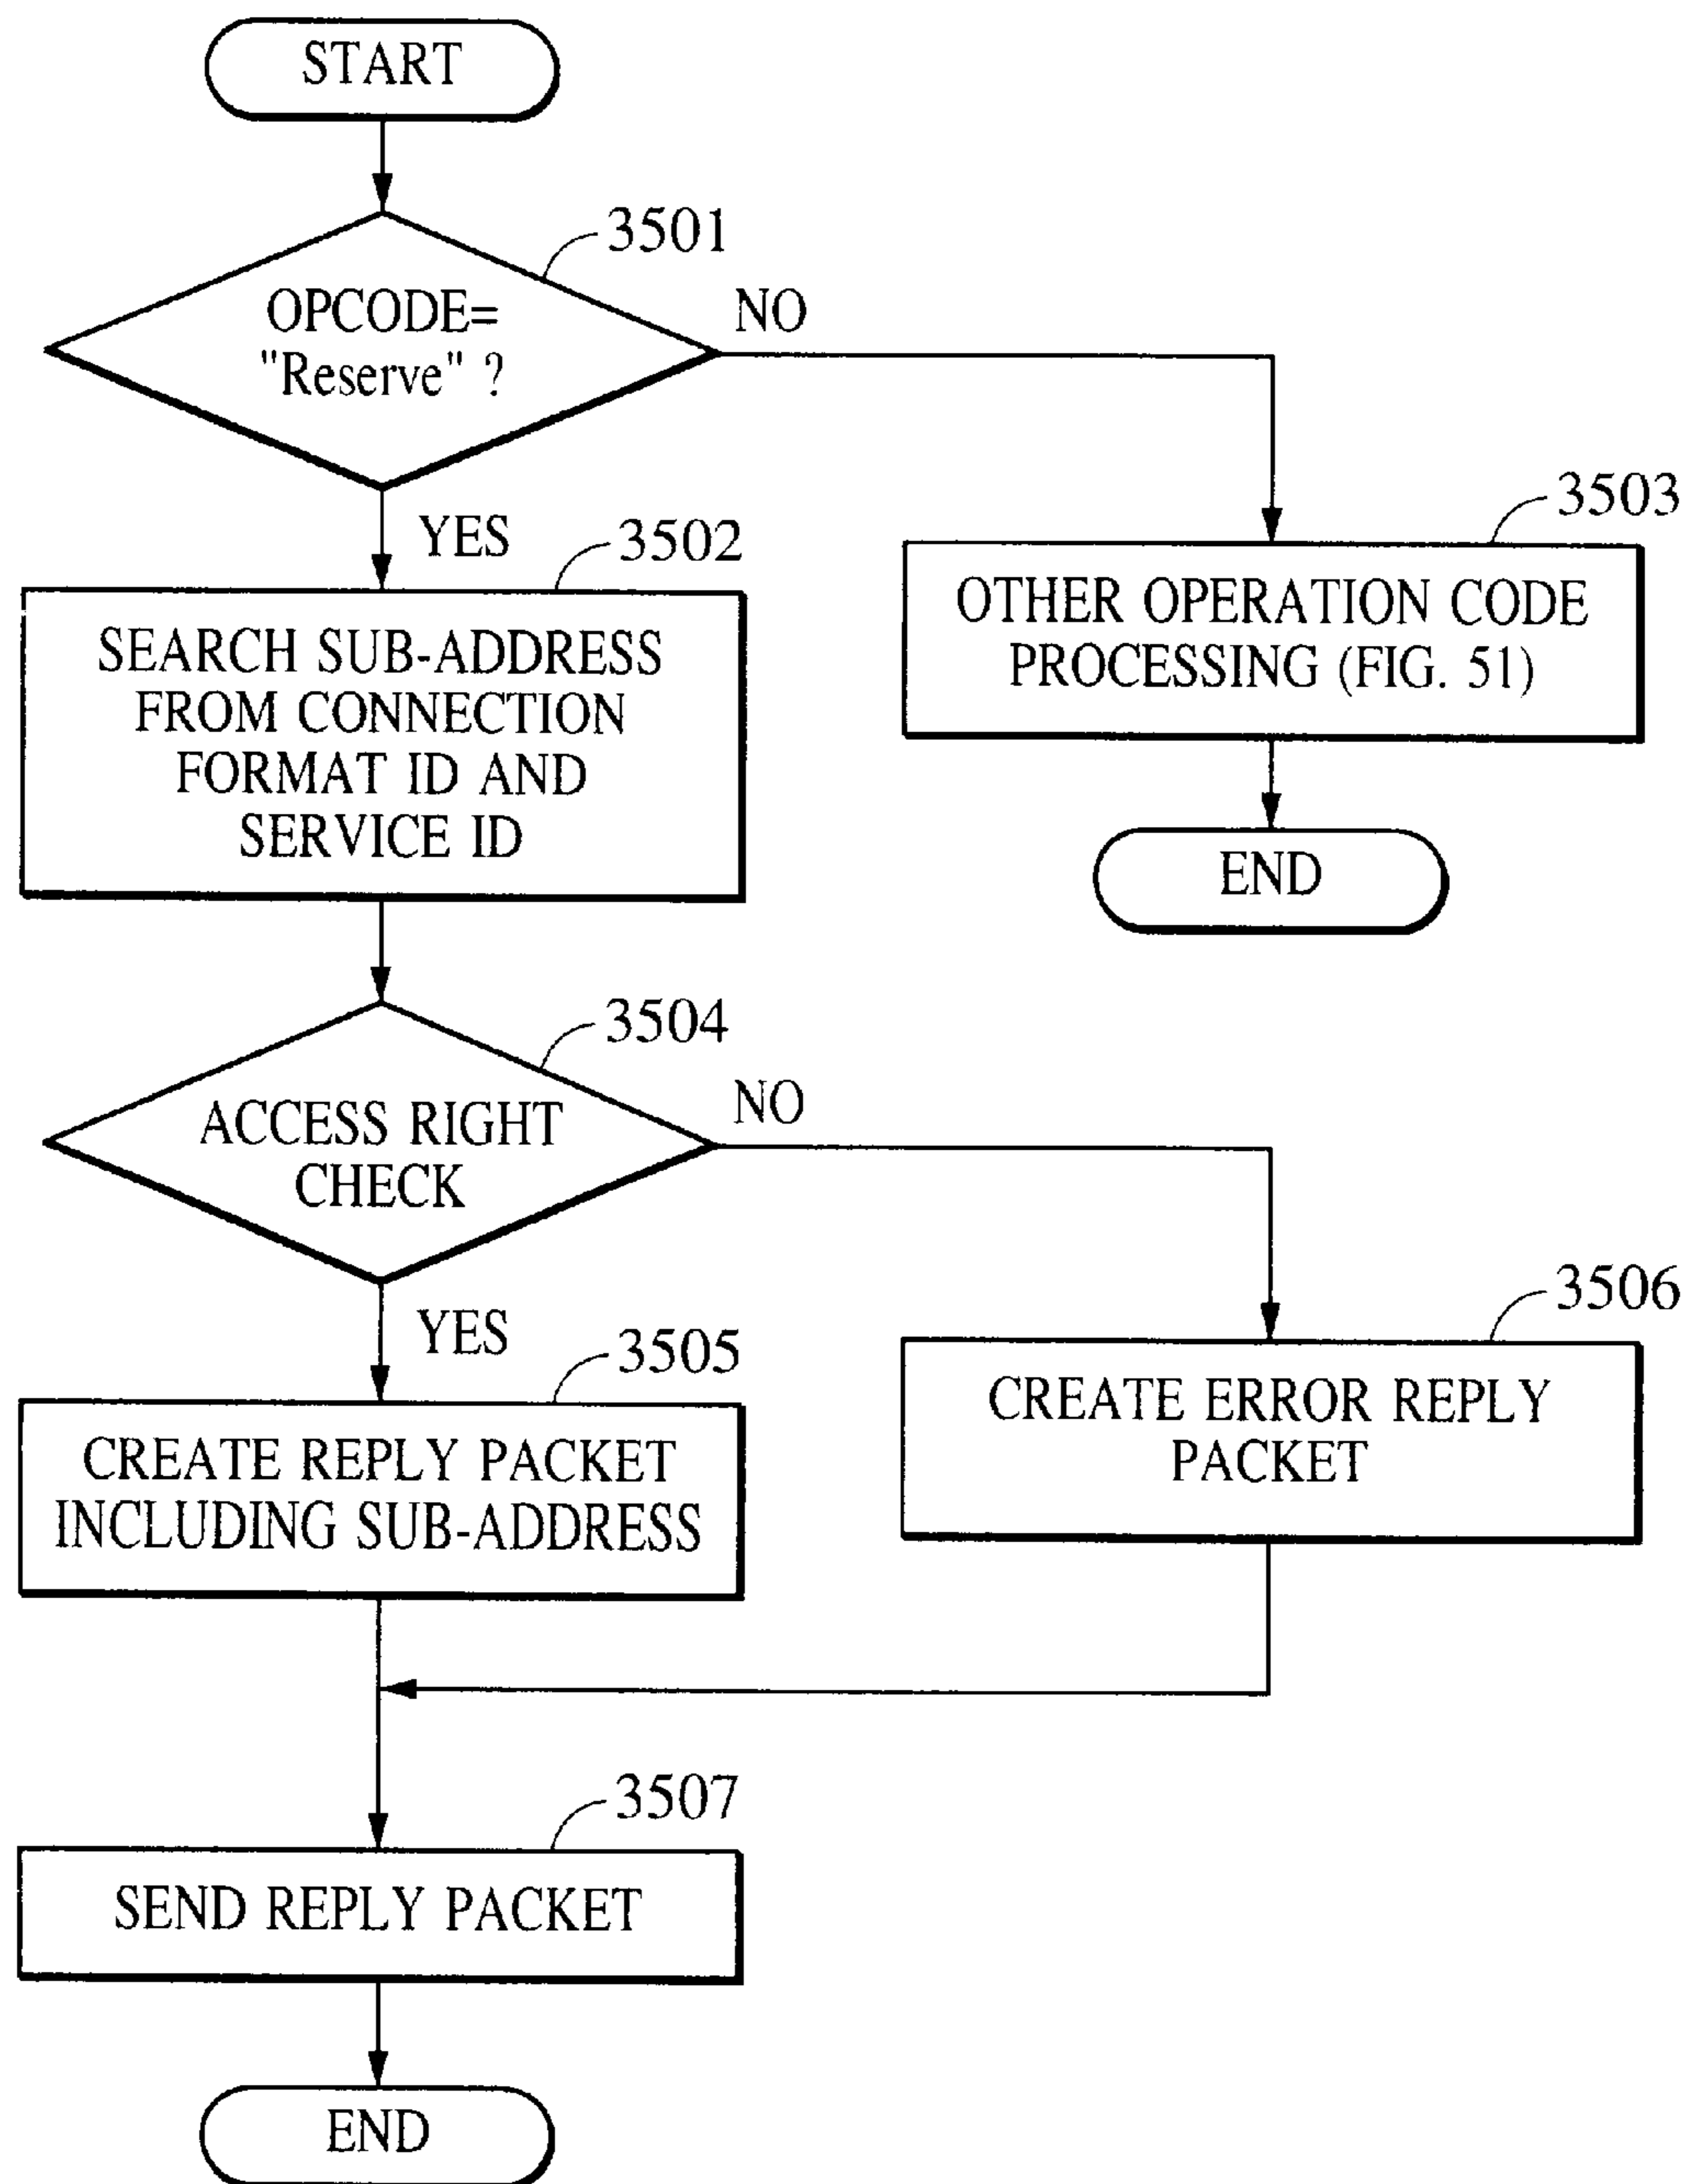 START
3501
OPCODE=
"Reserve" ?
NO
YES
3502
3503
SEARCH SUB-ADDRESS
FROM CONNECTION
FORMAT ID AND
SERVICE ID
OTHER OPERATION CODE
PROCESSING (FIG. 51)
END
3504
ACCESS RIGHT
CHECK
NO
YES
3505
3506
CREATE REPLY PACKET
INCLUDING SUB-ADDRESS
CREATE ERROR REPLY
PACKET
3507
SEND REPLY PACKET
END